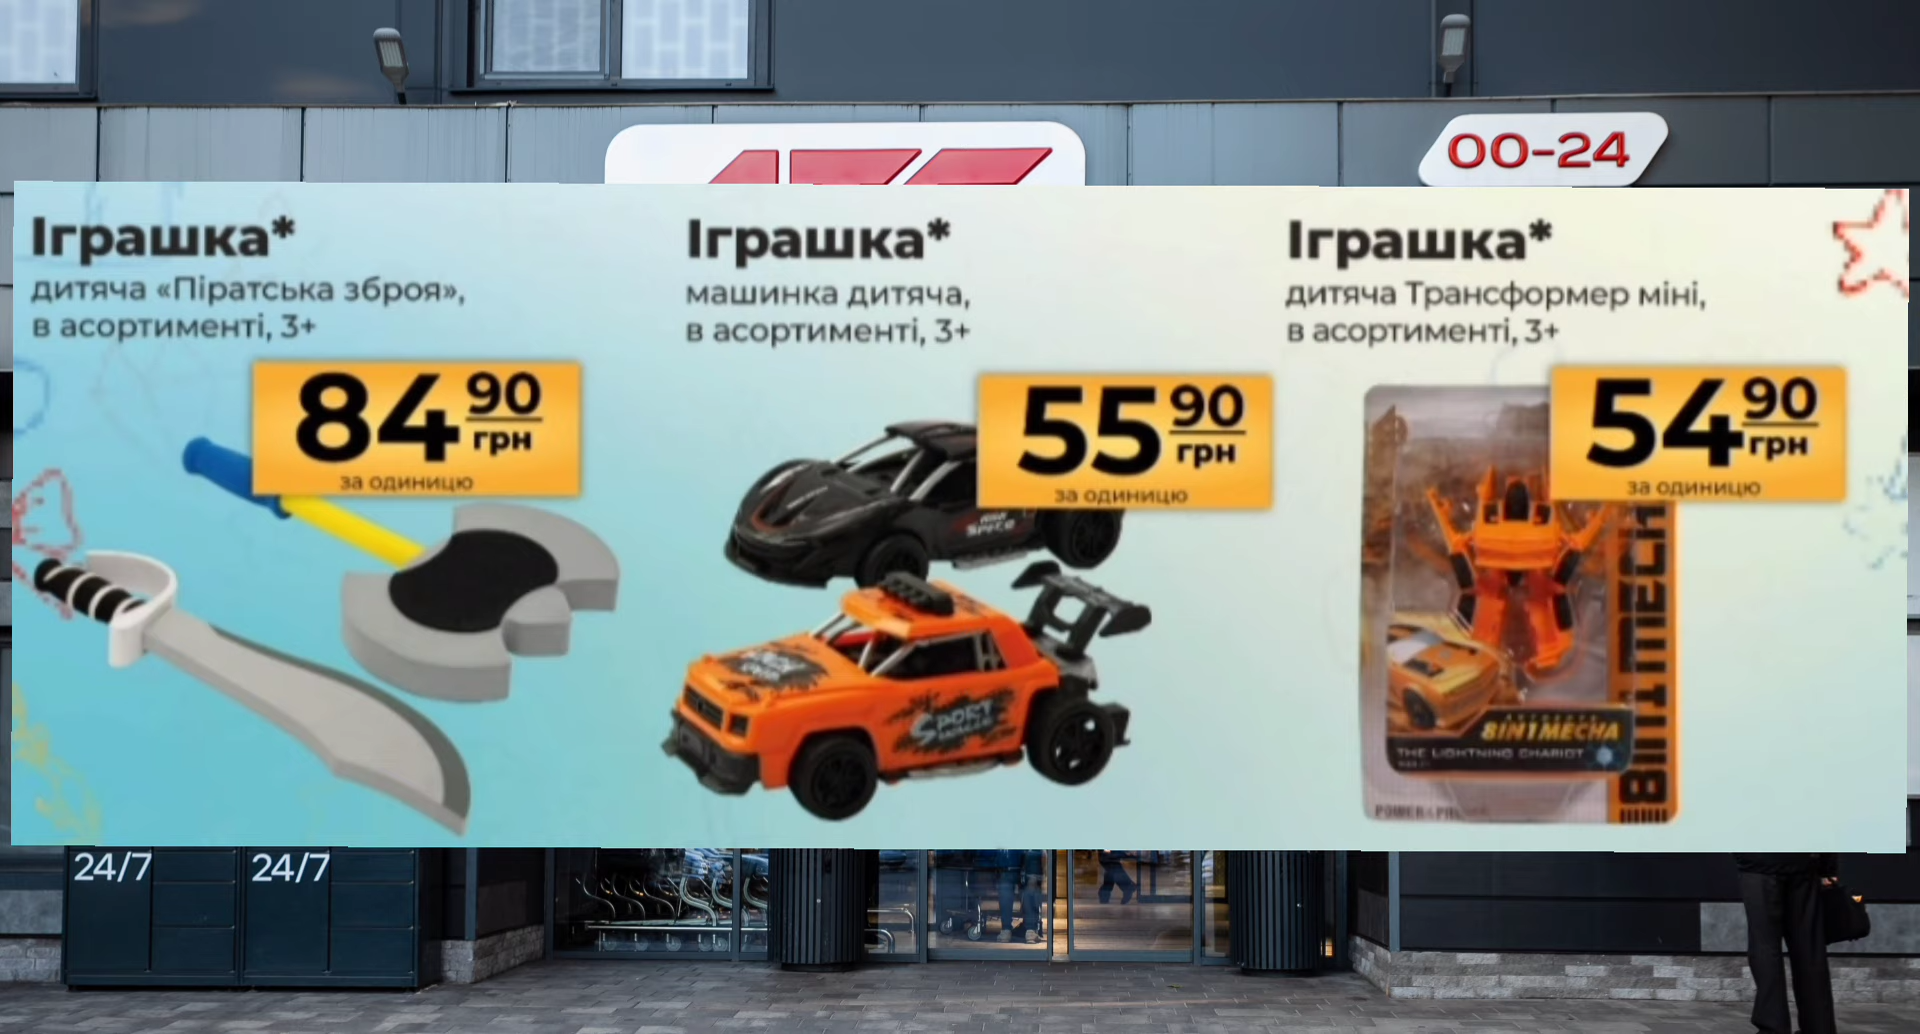 00-24
Іграшка*
дитяча «Піратська зброя»,
в асортименті, 3+
84 90
грн
за одиницю
Іграшка*
машинка дитяча,
в асортименті, 3+
55 90
грн
за одиницю
SPORT
Іграшка*
дитяча Трансформер міні,
в асортименті, 3+
54 90
грн
за одиницю
8IN1MECHA
8IN1MECHA
THE LIGHTNING CHARIOT
24/7
24/7